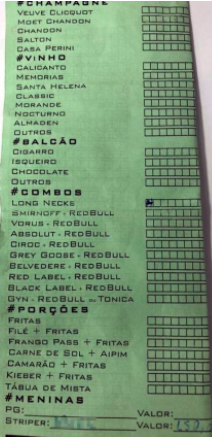 #CHAMPAGNE
VEUVE CLICQUOT
MOET CHANDON
CHANDON
SALTON
CASA PERINI
#VINHO
CALICANTO
MEMORIAS
SANTA HELENA
CLASSIC
MORANDE
NOCTURNO
ALMADEN
OUTROS
#BALCÃO
CIGARRO
ISQUEIRO
CHOCOLATE
OUTROS
#COMBOS
LONG NECKS
SMIRNOFF + REDBULL
VORUS + REDBULL
ABSOLUT + REDBULL
CIROC + REDBULL
GREY GOOSE + REDBULL
BELVEDERE + REDBULL
RED LABEL + REDBULL
BLACK LABEL + REDBULL
GYN + REDBULL OU TONICA
#PORÇÕES
FRITAS
FILÉ + FRITAS
FRANGO PASS + FRITAS
CARNE DE SOL + AIPIM
CAMARÃO + FRITAS
KIEBER + FRITAS
TÁBUA DE MISTA
#MENINAS
PG: VALOR:
STRIPER: VALOR: